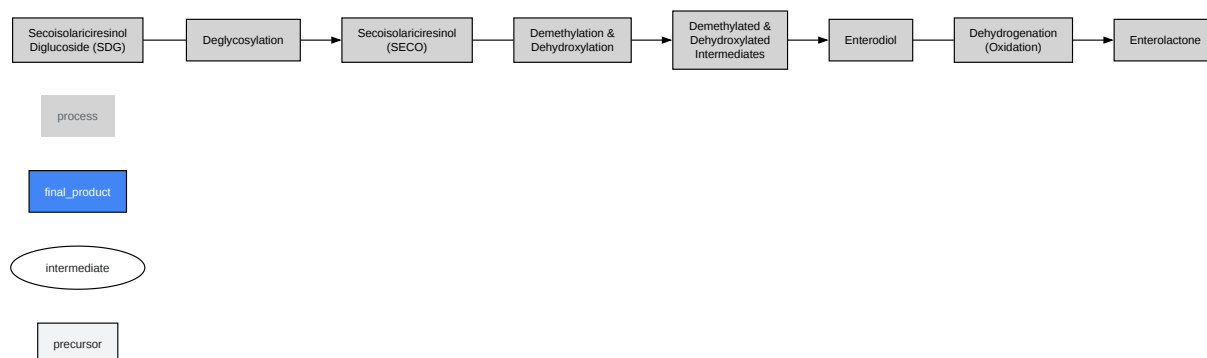 Secoisolariciresinol
Diglucoside (SDG)
Deglycosylation
Secoisolariciresinol
(SECO)
Demethylation &
Dehydroxylation
Demethylated &
Dehydroxylated
Intermediates
Enterodiol
Dehydrogenation
(Oxidation)
Enterolactone
process
final_product
intermediate
precursor